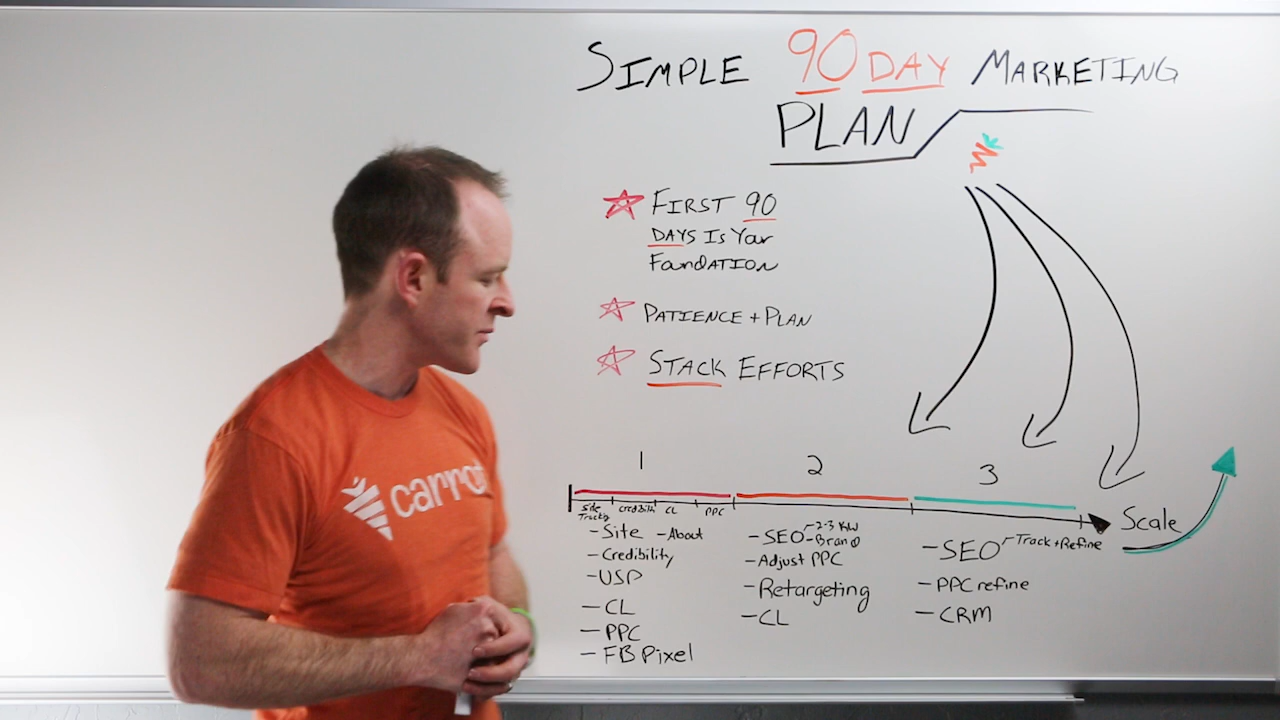 SIMPLE 90 DAY MARKETING
PLAN
FIRST 90
DAYS IS YOUR
FOUNDATION
PATIENCE + PLAN
STACK EFFORTS
carrot
1
2
3
Site
Tracking
Credibility
CL
PPC
Scale
- Site - About
- Credibility
- USP
- CL
- PPC
- FB Pixel
- SEO - 2-3 KW
- Brand
- Adjust PPC
- Retargeting
- CL
- SEO - Track + Refine
- PPC refine
- CRM